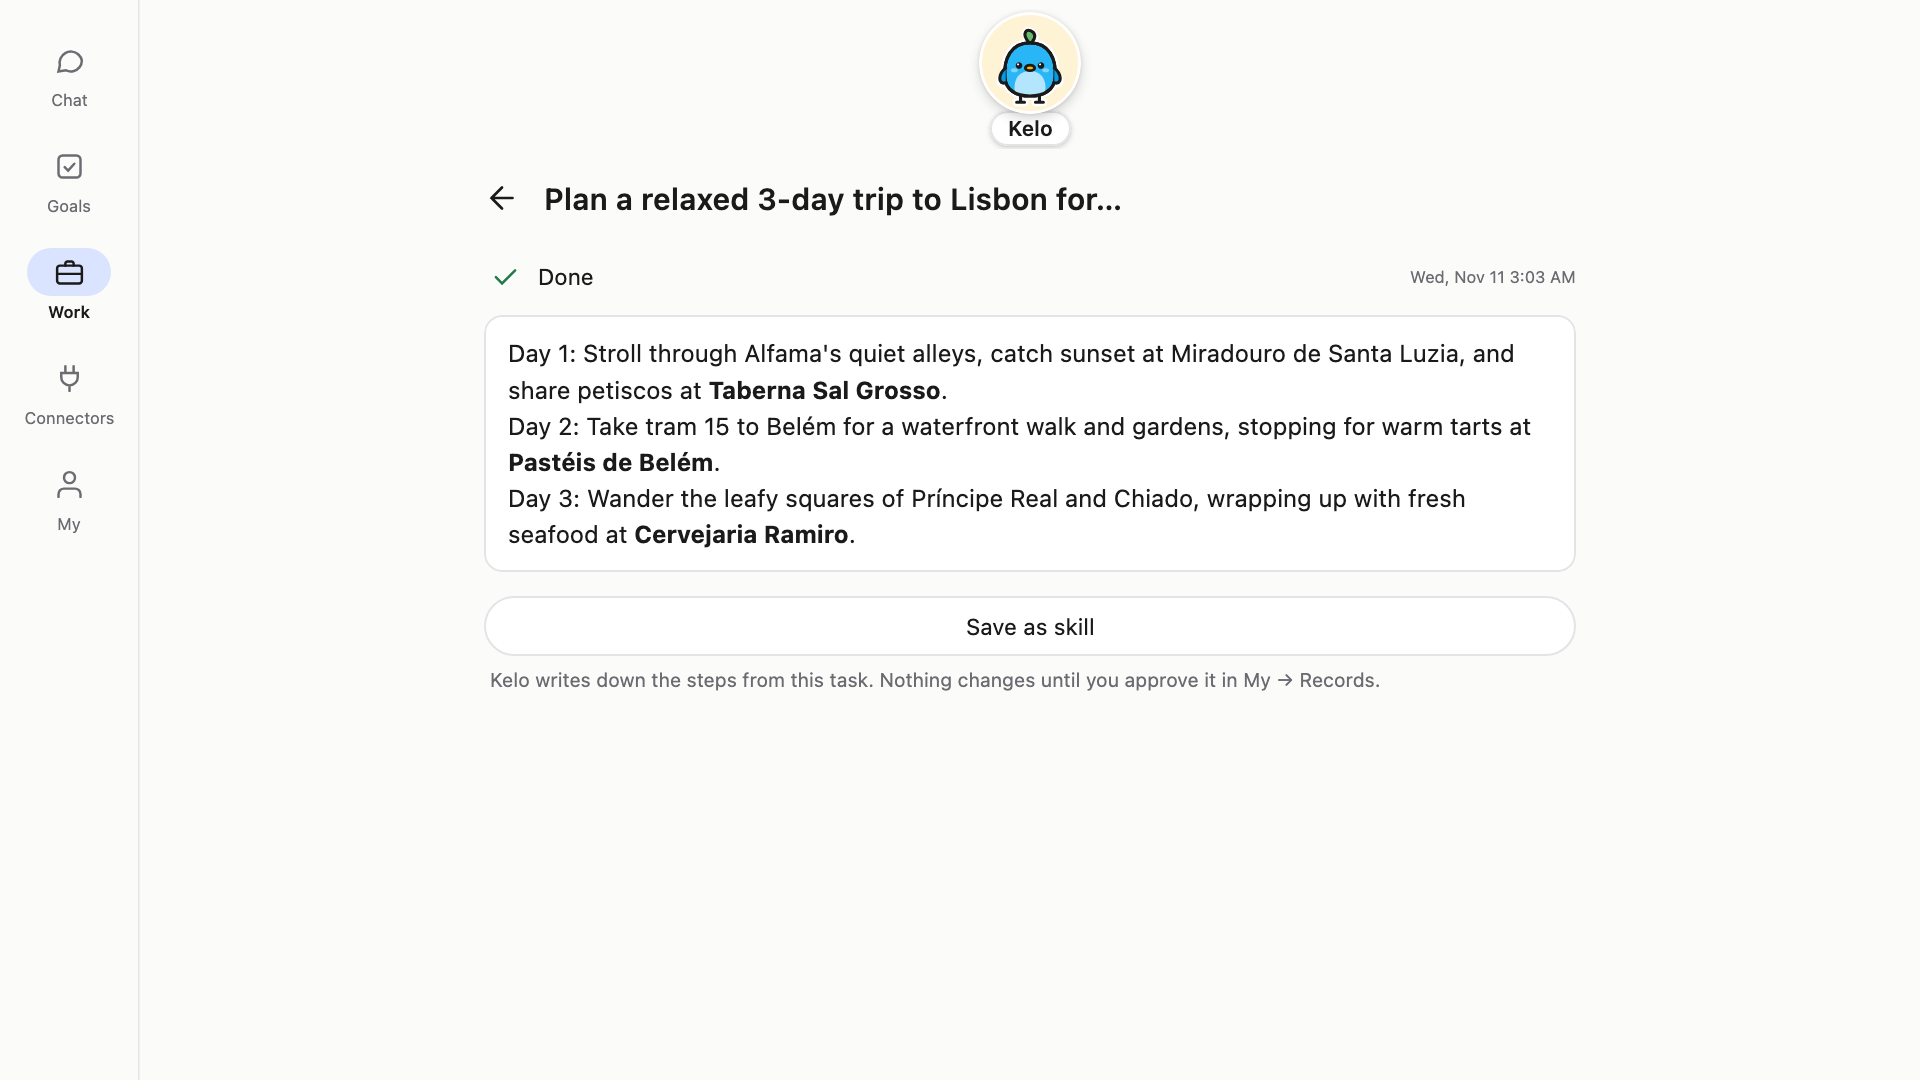 Chat
Goals
Work
Connectors
My
Kelo
Plan a relaxed 3-day trip to Lisbon for...
Done
Wed, Nov 11 3:03 AM
Day 1: Stroll through Alfama's quiet alleys, catch sunset at Miradouro de Santa Luzia, and
share petiscos at Taberna Sal Grosso.
Day 2: Take tram 15 to Belém for a waterfront walk and gardens, stopping for warm tarts at
Pastéis de Belém.
Day 3: Wander the leafy squares of Príncipe Real and Chiado, wrapping up with fresh
seafood at Cervejaria Ramiro.
Save as skill
Kelo writes down the steps from this task. Nothing changes until you approve it in My → Records.